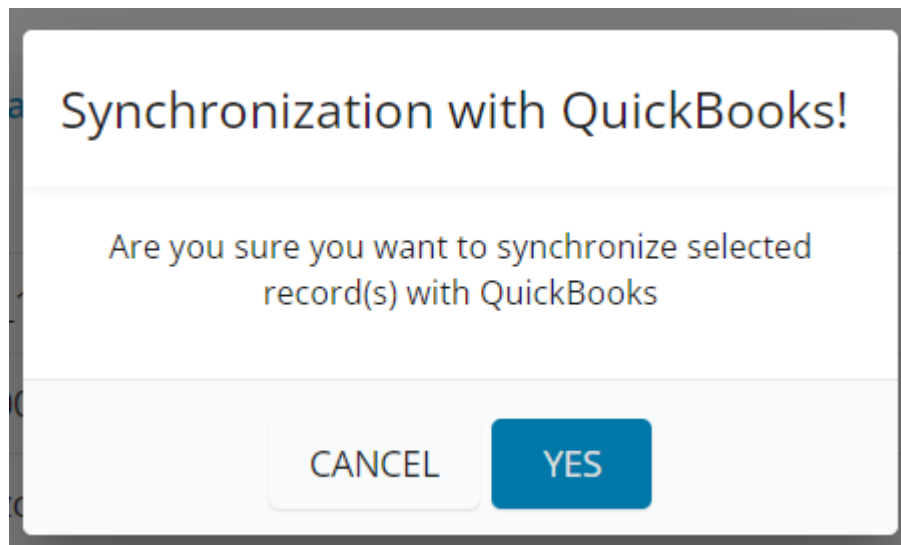 Synchronization with QuickBooks!
Are you sure you want to synchronize selected
record(s) with QuickBooks
CANCEL YES